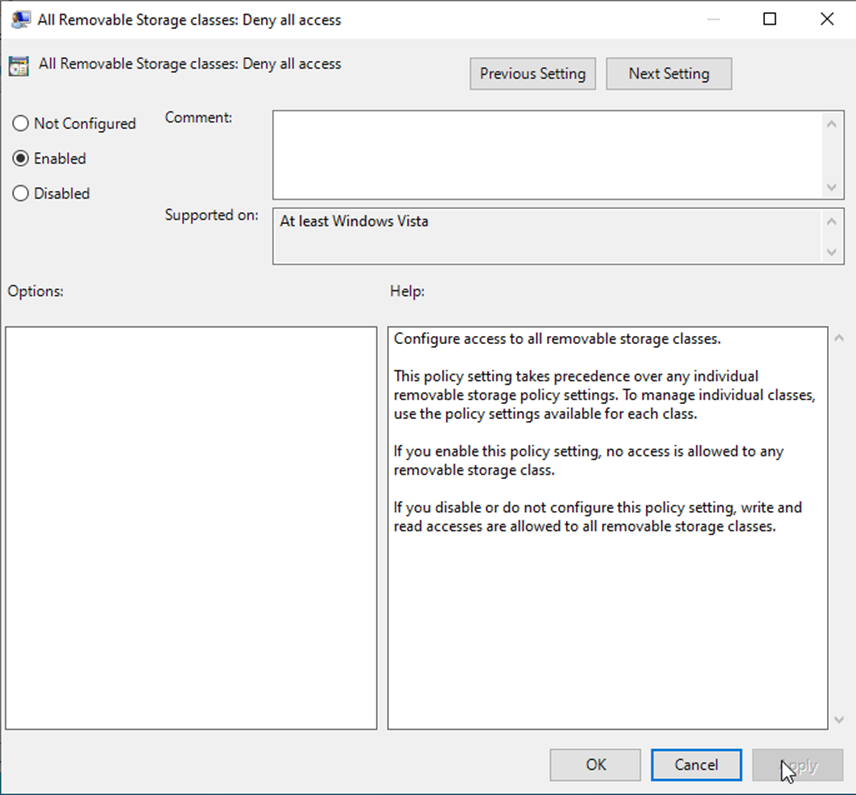 All Removable Storage classes: Deny all access
All Removable Storage classes: Deny all access
Previous Setting
Next Setting
Not Configured
Enabled
Disabled
Comment:
Supported on:
At least Windows Vista
Options:
Help:
Configure access to all removable storage classes.
This policy setting takes precedence over any individual
removable storage policy settings. To manage individual classes,
use the policy settings available for each class.
If you enable this policy setting, no access is allowed to any
removable storage class.
If you disable or do not configure this policy setting, write and
read accesses are allowed to all removable storage classes.
OK
Cancel
Apply